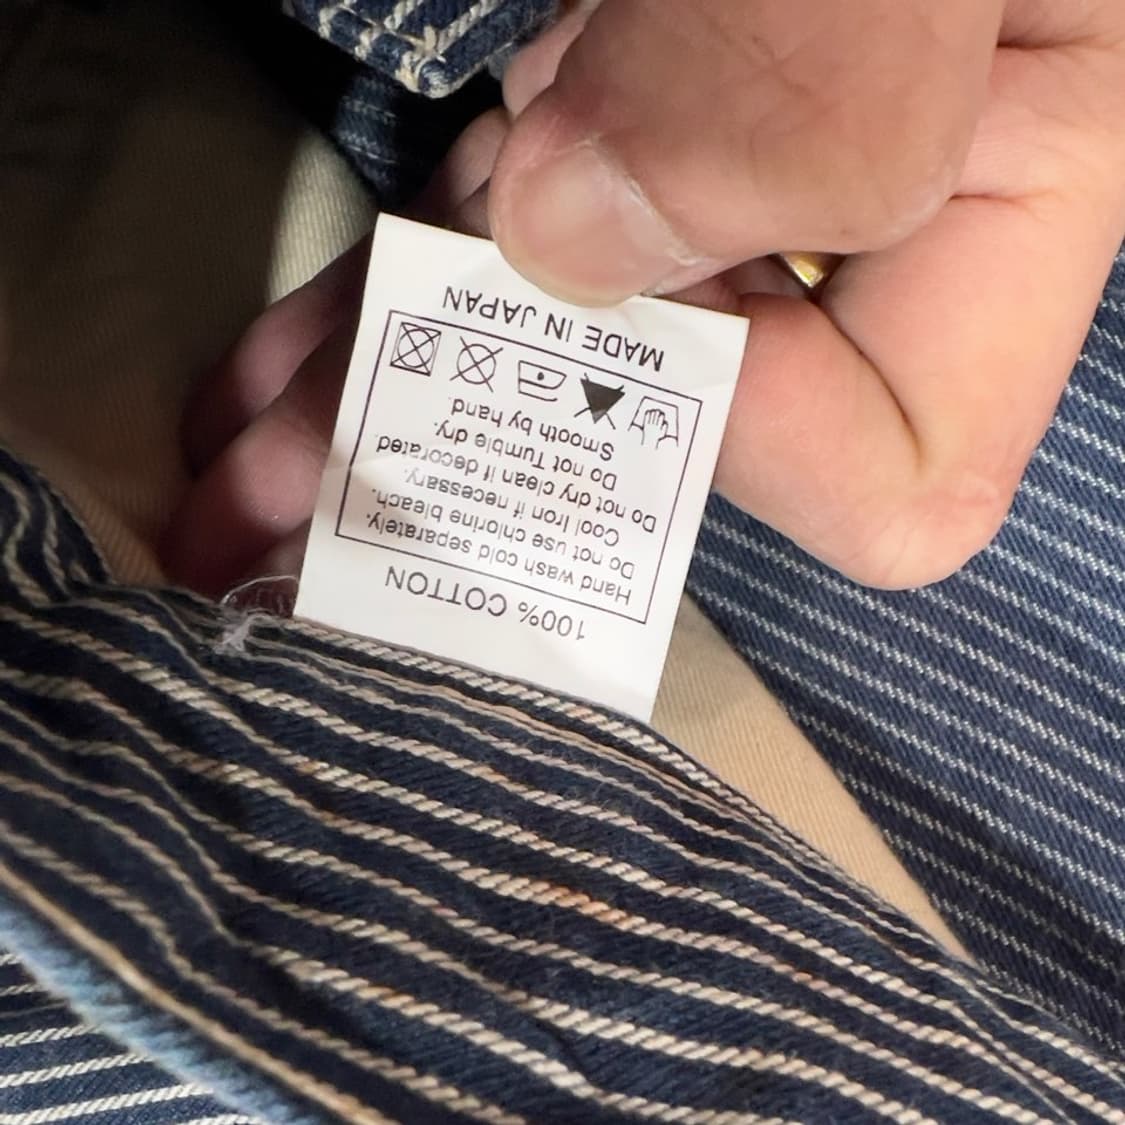 100% COTTON
Hand wash cold separately.
Do not use chlorine bleach.
Cool Iron if necessary.
Do not dry clean if decorated
Do not Tumble dry.
Smooth by hand.
MADE IN JAPAN